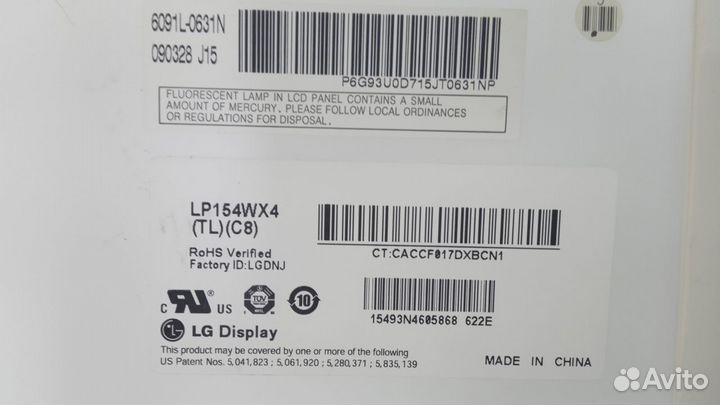 6091L-0631N
090328 J15
P6G93U0D715JT0631NP
FLUORESCENT LAMP IN LCD PANEL CONTAINS A SMALL
AMOUNT OF MERCURY. PLEASE FOLLOW LOCAL ORDINANCES
OR REGULATIONS FOR DISPOSAL.
LP154WX4
(TL)(C8)
RoHS Verified
Factory ID:LGDNJ
CT:CACCF017DXBCN1
c RU US
TÜV
10
15493N4605868 622E
LG Display
This product may be covered by one or more of the following
US Patent Nos. 5,041,823 ; 5,061,920 ; 5,280,371 ; 5,835,139
MADE IN CHINA
Avito